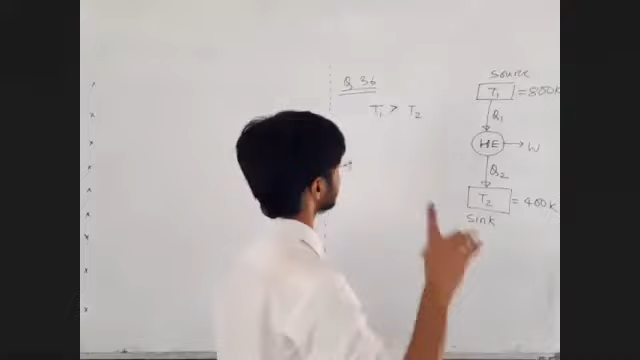 Q 36
T₁ > T₂
Source
T₁ = 800K
Q₁
HE → W
Q₂
T₂ = 400K
Sink